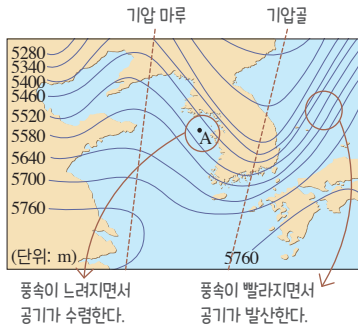 기압 마루
기압골
5280
5340
5400
5460
5520
5580
5640
5700
5760
A
(단위: m)
5760
풍속이 느려지면서
공기가 수렴한다.
풍속이 빨라지면서
공기가 발산한다.